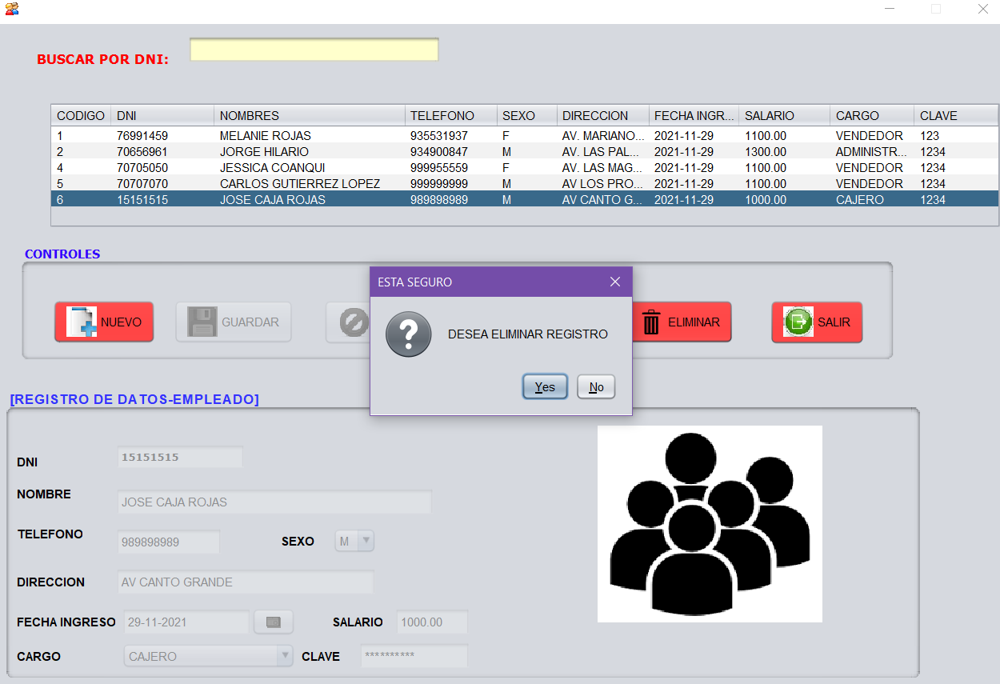 BUSCAR POR DNI:
CODIGO DNI NOMBRES TELEFONO SEXO DIRECCION FECHA INGR... SALARIO CARGO CLAVE
1 76991459 MELANIE ROJAS 935531937 F AV. MARIANO... 2021-11-29 1100.00 VENDEDOR 123
2 70656961 JORGE HILARIO 934900847 M AV. LAS PAL... 2021-11-29 1300.00 ADMINISTR... 1234
4 70705050 JESSICA COANQUI 999955559 F AV. LAS MAG... 2021-11-29 1100.00 VENDEDOR 1234
5 70707070 CARLOS GUTIERREZ LOPEZ 999999999 M AV LOS PRO... 2021-11-29 1100.00 VENDEDOR 1234
6 15151515 JOSE CAJA ROJAS 989898989 M AV CANTO G... 2021-11-29 1000.00 CAJERO 1234
CONTROLES
NUEVO GUARDAR ELIMINAR SALIR
ESTA SEGURO
DESEA ELIMINAR REGISTRO
Yes No
[REGISTRO DE DATOS-EMPLEADO]
DNI 15151515
NOMBRE JOSE CAJA ROJAS
TELEFONO 989898989 SEXO M
DIRECCION AV CANTO GRANDE
FECHA INGRESO 29-11-2021 SALARIO 1000.00
CARGO CAJERO CLAVE **********